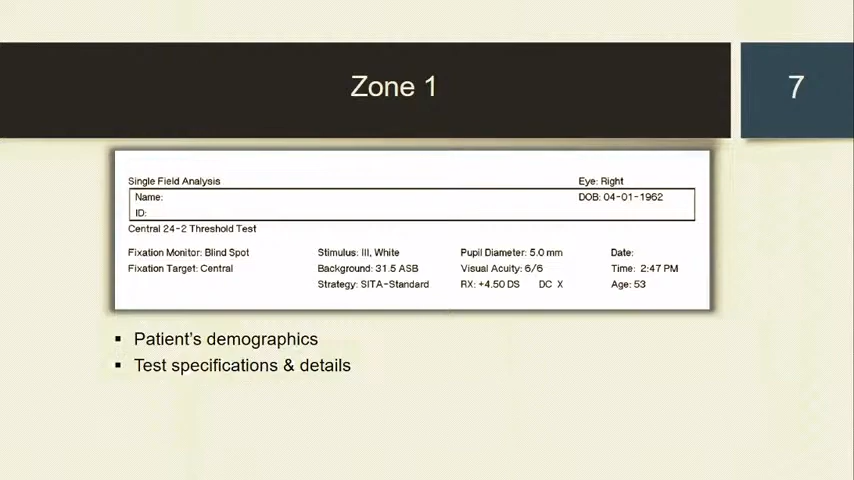 Zone 1
7
Single Field Analysis Eye: Right
Name: DOB: 04-01-1962
ID:
Central 24-2 Threshold Test
Fixation Monitor: Blind Spot Stimulus: III, White Pupil Diameter: 5.0 mm Date:
Fixation Target: Central Background: 31.5 ASB Visual Acuity: 6/6 Time: 2:47 PM
Strategy: SITA-Standard RX: +4.50 DS DC X Age: 53
▪ Patient's demographics
▪ Test specifications & details